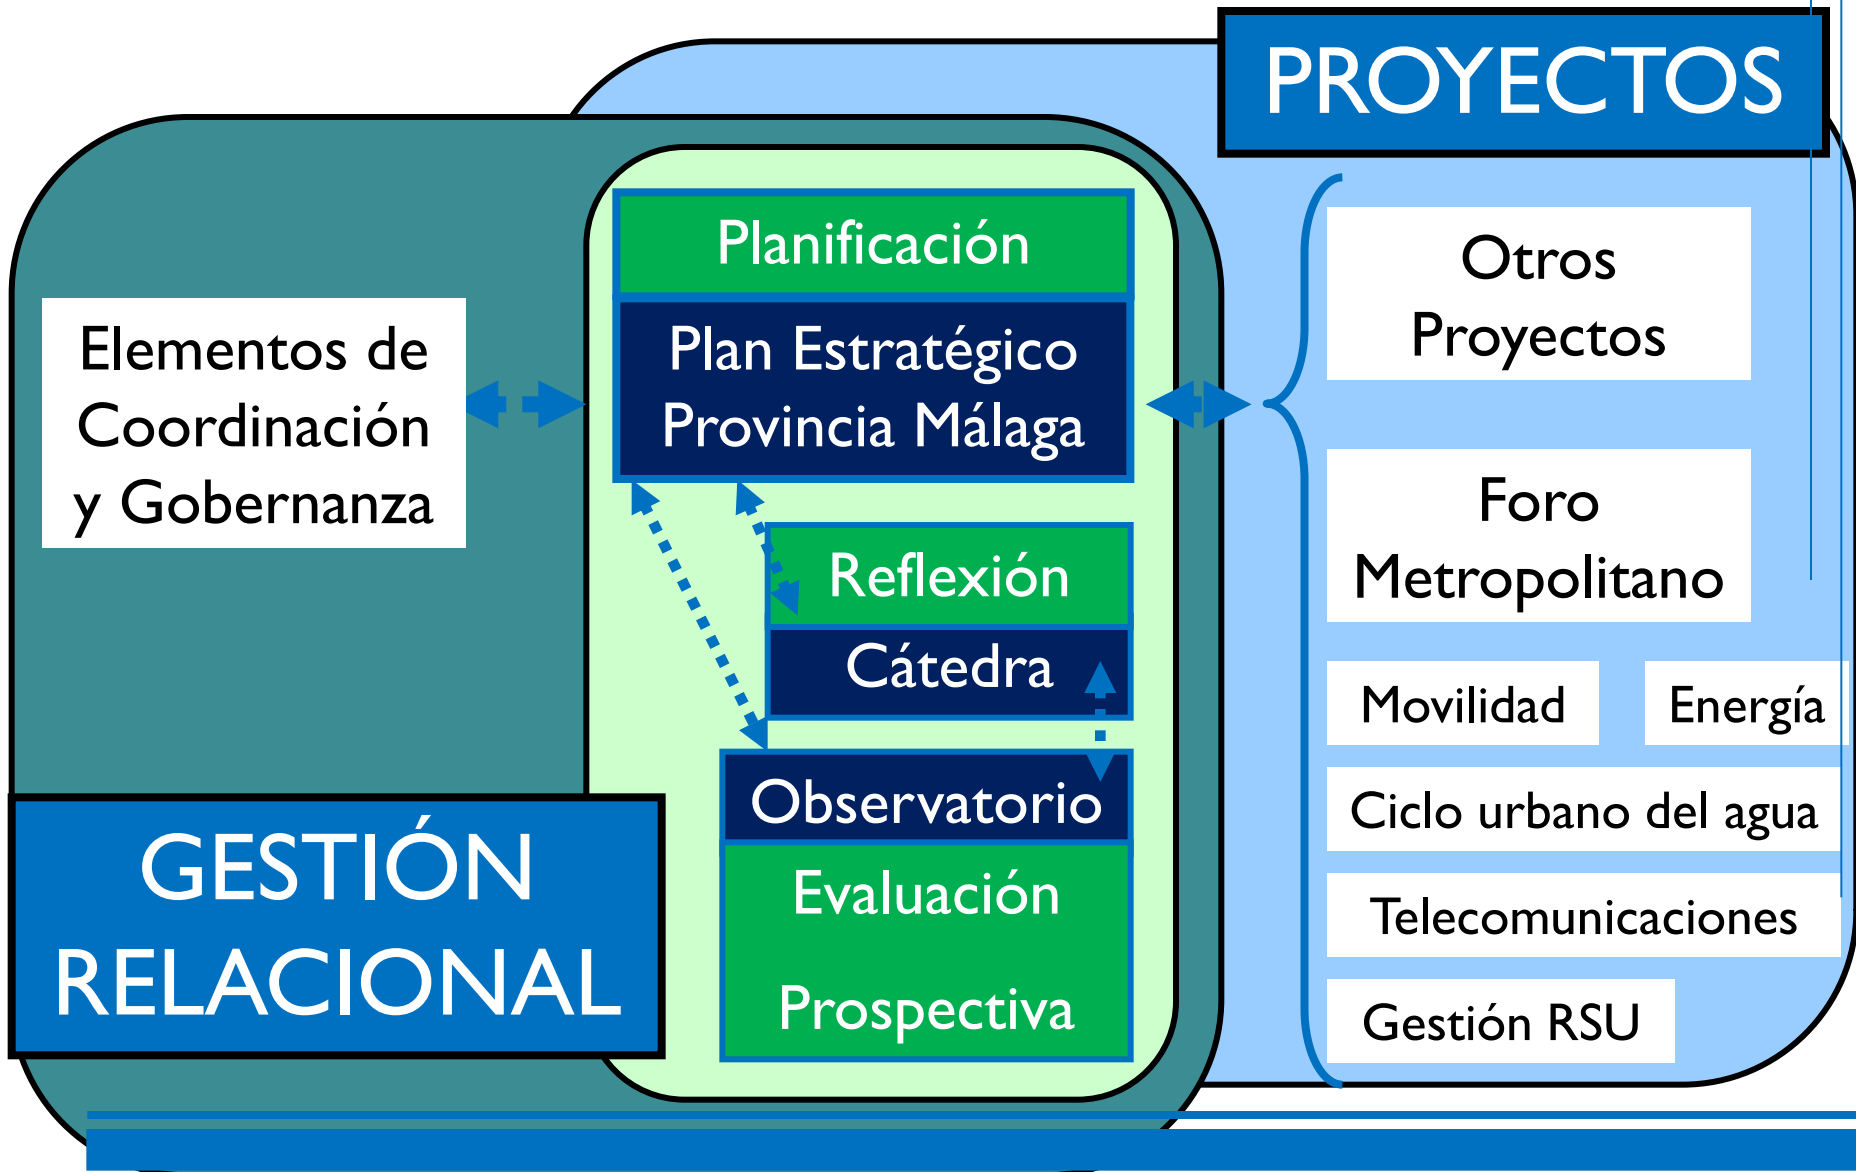 PROYECTOS
Planificación
Plan Estratégico
Provincia Málaga
Elementos de
Coordinación
y Gobernanza
Reflexión
Cátedra
Observatorio
Evaluación
Prospectiva
GESTIÓN
RELACIONAL
Otros
Proyectos
Foro
Metropolitano
Movilidad
Energía
Ciclo urbano del agua
Telecomunicaciones
Gestión RSU